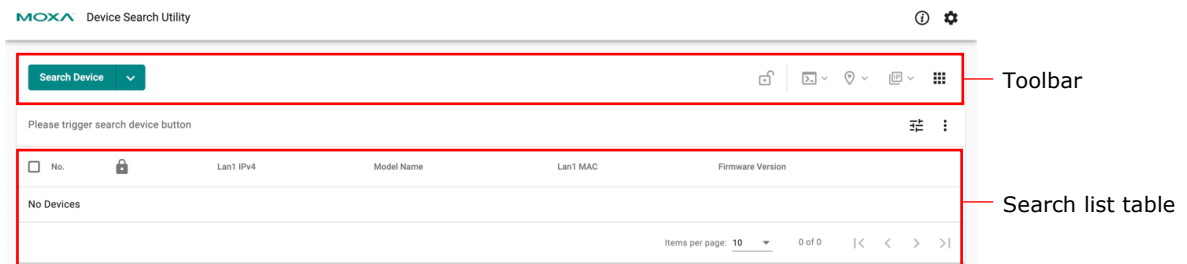 MOXA Device Search Utility
Search Device
IP
Toolbar
Please trigger search device button
No. Lan1 IPv4 Model Name Lan1 MAC Firmware Version
No Devices
Search list table
Items per page: 10 0 of 0